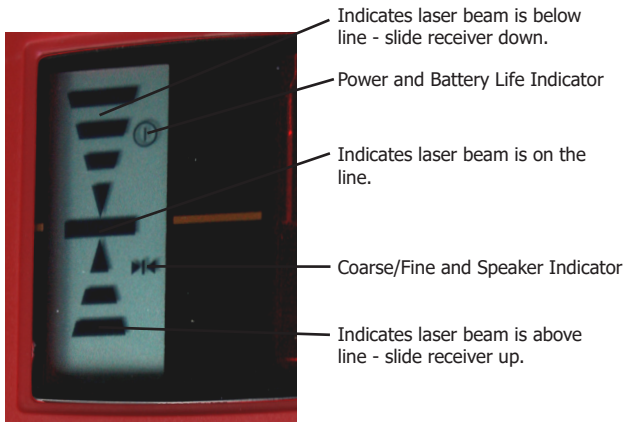 Indicates laser beam is below
line - slide receiver down.
Power and Battery Life Indicator
Indicates laser beam is on the
line.
Coarse/Fine and Speaker Indicator
Indicates laser beam is above
line - slide receiver up.